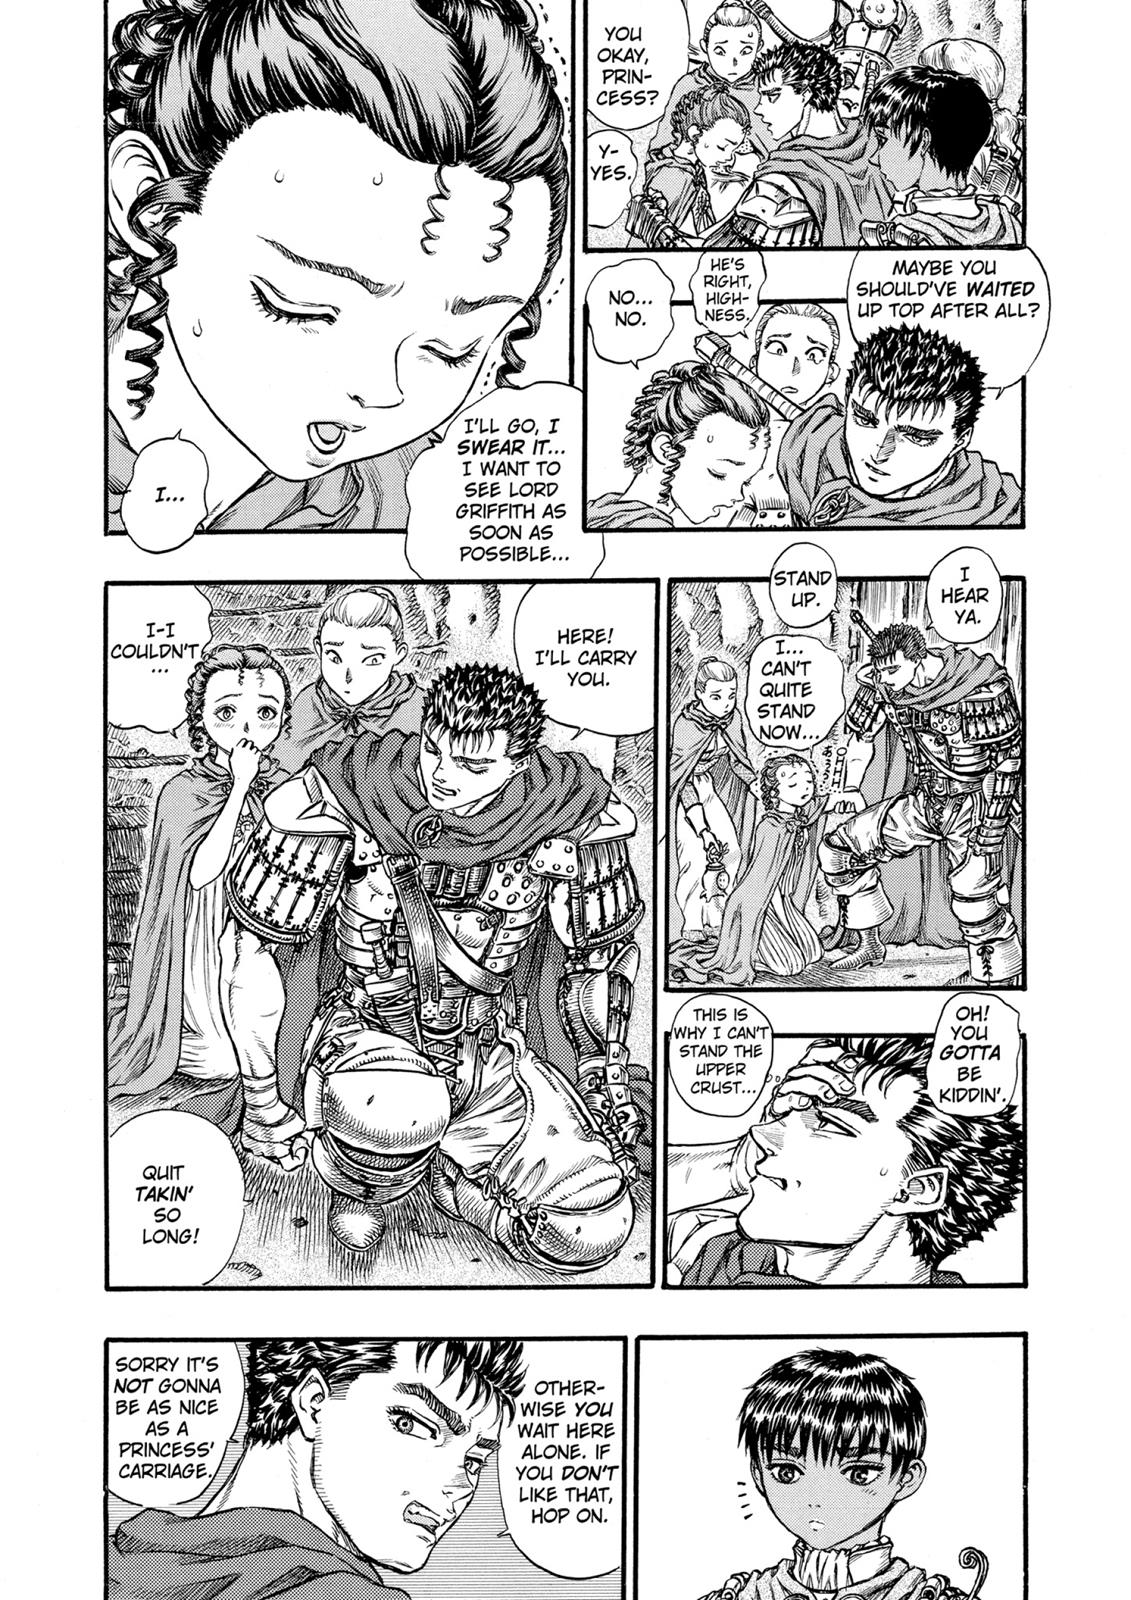 YOU
OKAY,
PRIN-
CESS?
Y-
YES.
MAYBE YOU
SHOULD'VE WAITED
UP TOP AFTER ALL?
HE'S
RIGHT,
HIGH-
NESS.
NO...
NO.
I'LL GO, I
SWEAR IT...
I WANT TO
SEE LORD
GRIFFITH AS
SOON AS
POSSIBLE...
I...
I
HEAR
YA.
STAND
UP.
I...
CAN'T
QUITE
STAND
NOW...
OH!
YOU
GOTTA
BE
KIDDIN'.
THIS IS
WHY I CAN'T
STAND THE
UPPER
CRUST...
HERE!
I'LL CARRY
YOU.
I-I
COULDN'T
...
QUIT
TAKIN'
SO
LONG!
OTHER-
WISE YOU
WAIT HERE
ALONE. IF
YOU DON'T
LIKE THAT,
HOP ON.
SORRY IT'S
NOT GONNA
BE AS NICE
AS A
PRINCESS'
CARRIAGE.